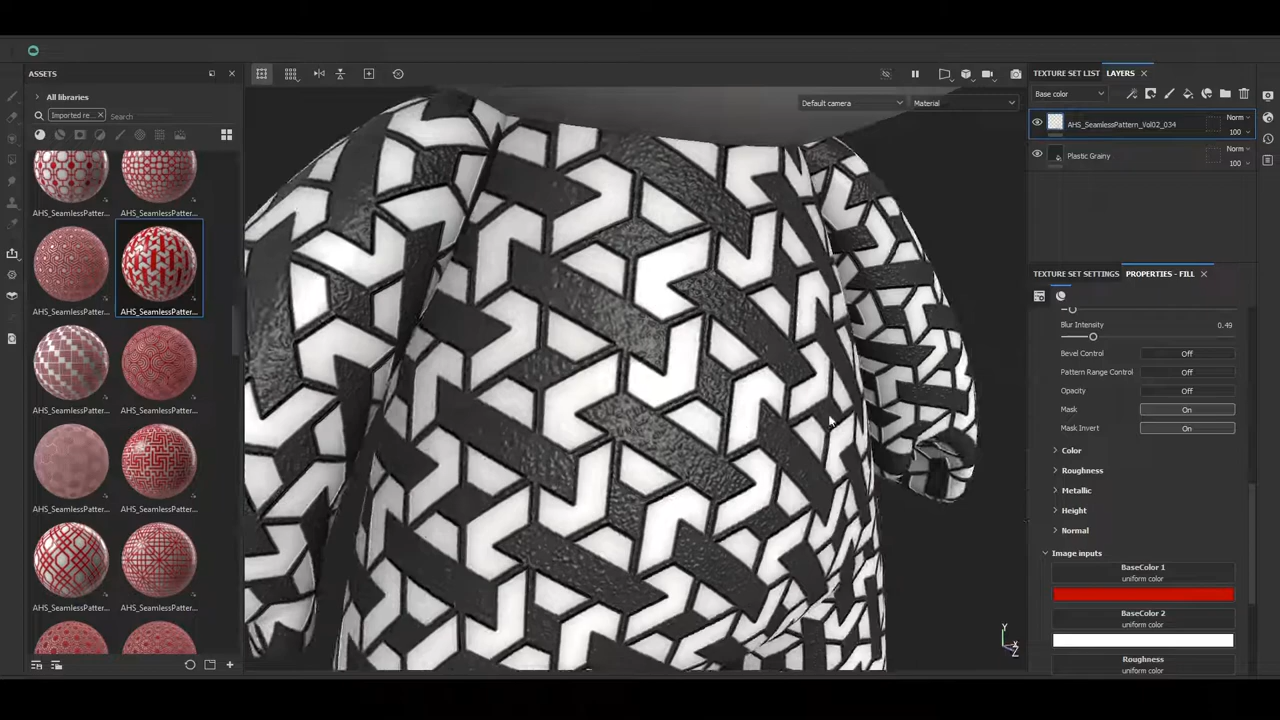 ASSETS
All libraries
Imported re...
Search
AHS_SeamlessPatter...
AHS_SeamlessPatter...
AHS_SeamlessPatter...
AHS_SeamlessPatter...
AHS_SeamlessPatter...
AHS_SeamlessPatter...
AHS_SeamlessPatter...
AHS_SeamlessPatter...
AHS_SeamlessPatter...
AHS_SeamlessPatter...
Default camera
Material
Y
X
Z
TEXTURE SET LIST
LAYERS
Base color
AHS_SeamlessPattern_Vol02_034
Norm
100
Plastic Grainy
Norm
100
TEXTURE SET SETTINGS
PROPERTIES - FILL
Blur Intensity
0.49
Bevel Control
Off
Pattern Range Control
Off
Opacity
Off
Mask
On
Mask Invert
On
Color
Roughness
Metallic
Height
Normal
Image inputs
BaseColor 1
uniform color
BaseColor 2
uniform color
Roughness
uniform color